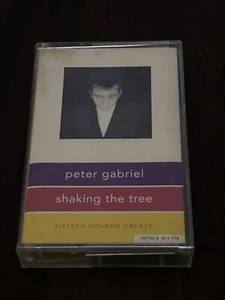 peter gabriel
shaking the tree
SIXTEEN GOLDEN GREATS